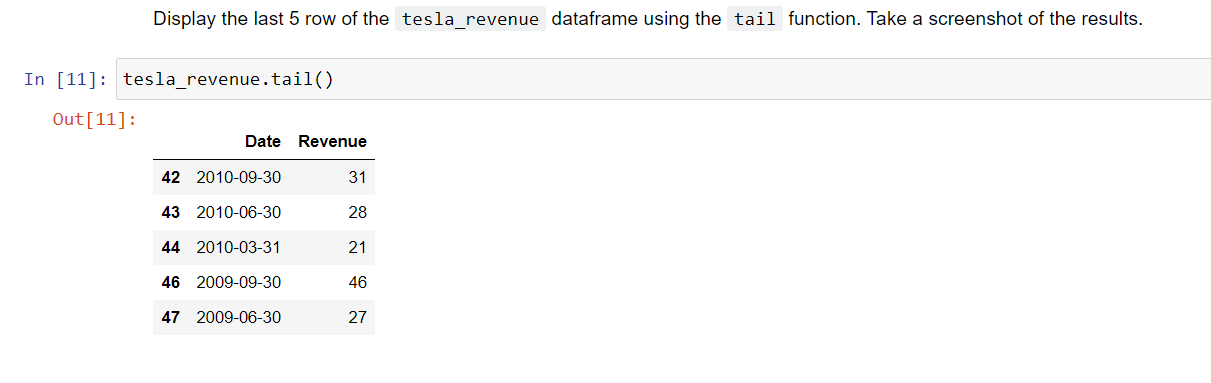 Display the last 5 row of the tesla_revenue dataframe using the tail function. Take a screenshot of the results.
In [11]: tesla_revenue.tail()
Out[11]:
Date Revenue
42 2010-09-30 31
43 2010-06-30 28
44 2010-03-31 21
46 2009-09-30 46
47 2009-06-30 27